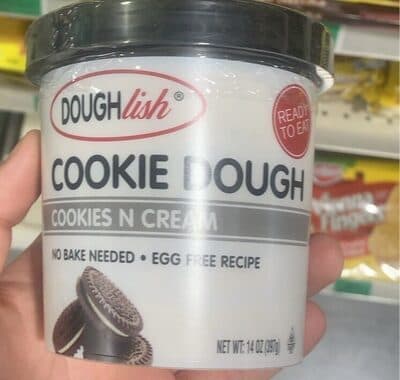 DOUGHlish®
READY
TO EAT
COOKIE DOUGH
COOKIES N CREAM
NO BAKE NEEDED • EGG FREE RECIPE
NET WT: 14 OZ (397g)